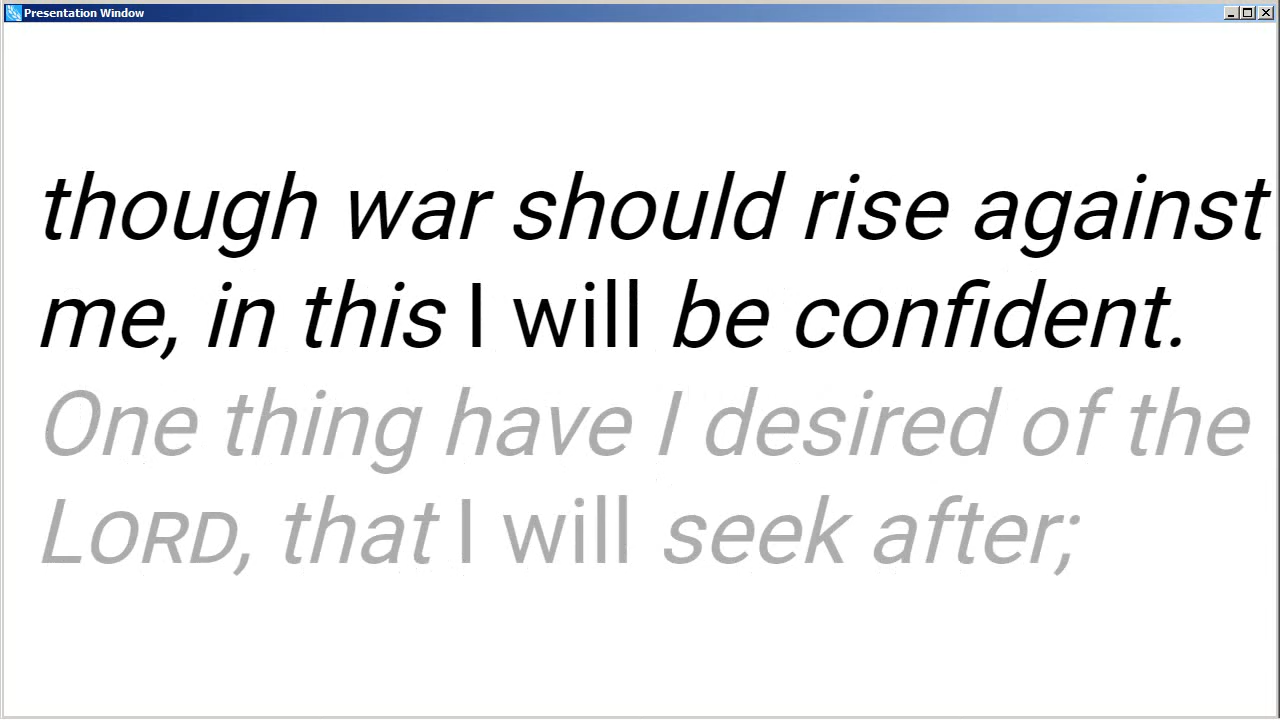 Presentation Window
though war should rise against
me, in this I will be confident.
One thing have I desired of the
LORD, that I will seek after;